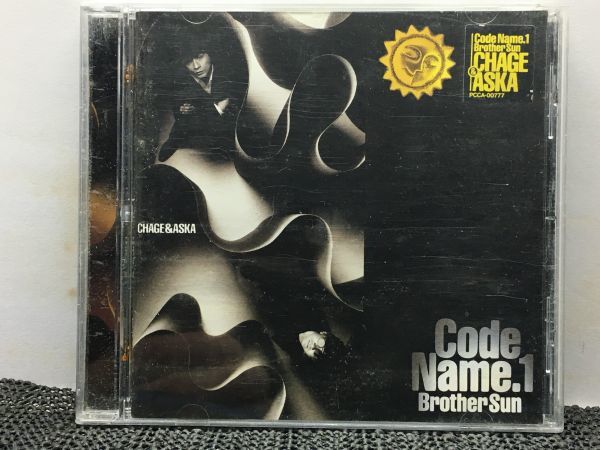 Code Name.1
Brother Sun
CHAGE
& ASKA
PCCA-00777
CHAGE&ASKA
Code
Name.1
Brother Sun